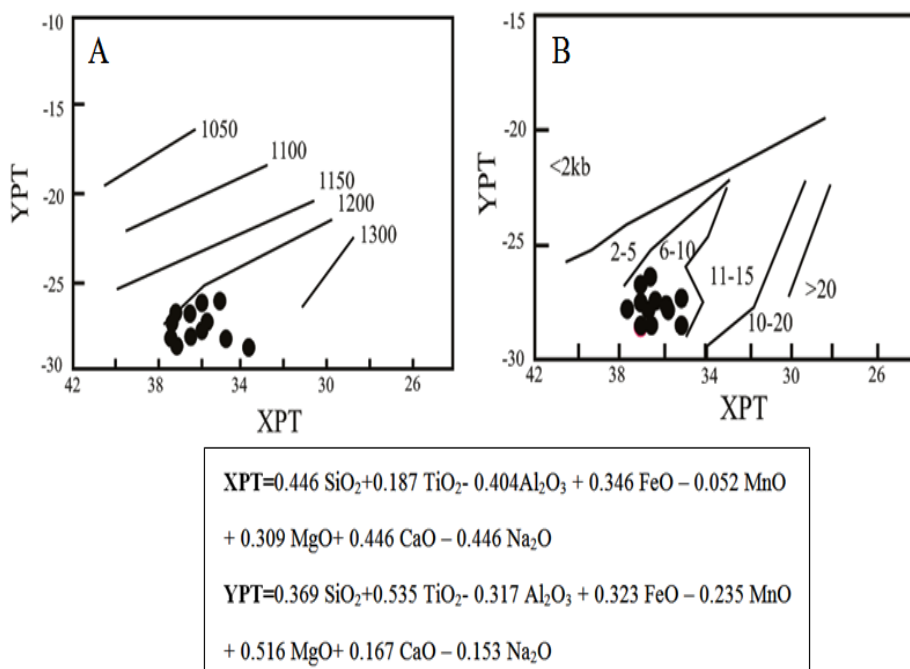 A
-10
-15
-20
-25
-30
YPT
1050
1100
1150
1200
1300
42
38
34
30
26
XPT
B
-15
-20
-25
-30
YPT
<2kb
2-5
6-10
11-15
10-20
>20
42
38
34
30
26
XPT
XPT=0.446 SiO₂+0.187 TiO₂- 0.404Al₂O₃ + 0.346 FeO – 0.052 MnO
+ 0.309 MgO+ 0.446 CaO – 0.446 Na₂O
YPT=0.369 SiO₂+0.535 TiO₂- 0.317 Al₂O₃ + 0.323 FeO – 0.235 MnO
+ 0.516 MgO+ 0.167 CaO – 0.153 Na₂O